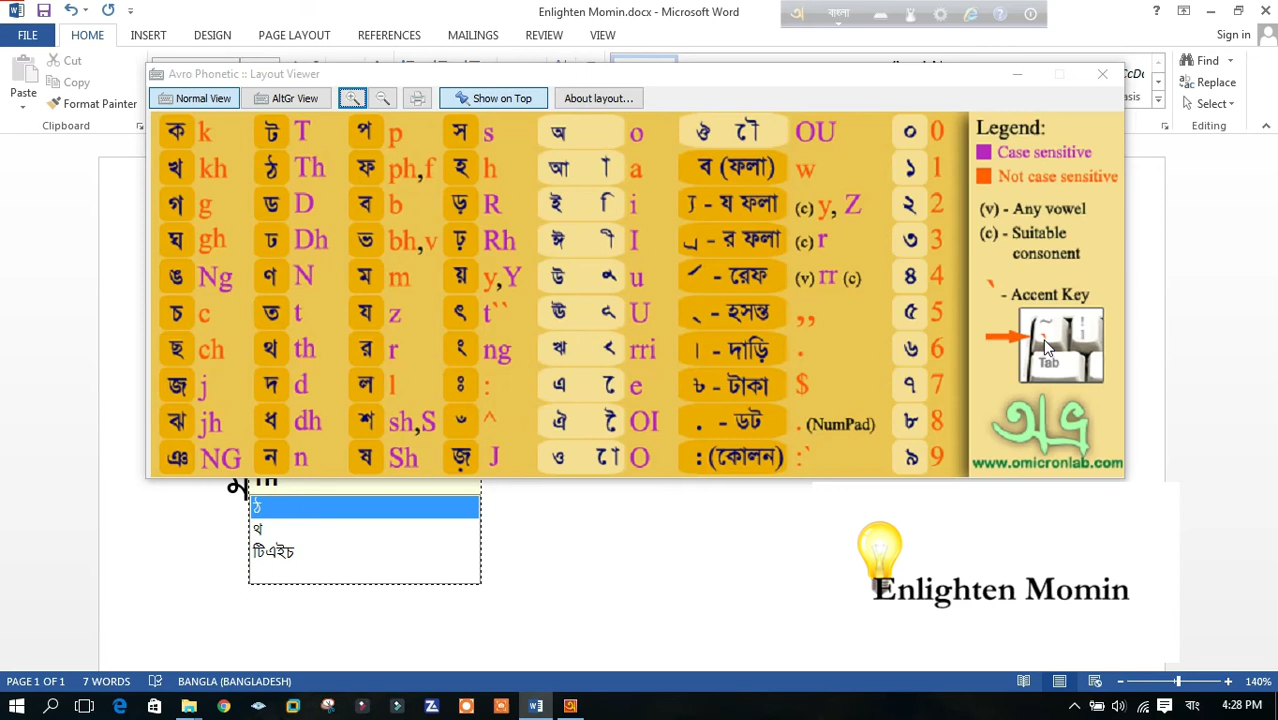 Enlighten Momin.docx - Microsoft Word
বাংলা
FILE HOME INSERT DESIGN PAGE LAYOUT REFERENCES MAILINGS REVIEW VIEW Sign in
Cut
Copy
Paste
Format Painter
Clipboard
Find
Replace
Select
Editing
AaBbCcDc
asis
Avro Phonetic :: Layout Viewer
Normal View AltGr View Show on Top About layout...
ক k ট T প p স s অ o ঔ ৌ OU ০ 0
খ kh ঠ Th ফ ph,f হ h আ া a ব (ফলা) w ১ 1
গ g ড D ব b ড় R ই ি i ্য - য ফলা (c) y, Z ২ 2
ঘ gh ঢ Dh ভ bh,v ঢ় Rh ঈ ী I ্র - র ফলা (c) r ৩ 3
ঙ Ng ণ N ম m য় y,Y উ ু u র্ - রেফ (v) rr (c) ৪ 4
চ c ত t য z ৎ t`` ঊ ূ U ্ - হসন্ত ,, ৫ 5
ছ ch থ th র r ং ng ঋ ৃ rri । - দাড়ি . ৬ 6
জ j দ d ল l ঃ : এ ে e ৳ - টাকা $ ৭ 7
ঝ jh ধ dh শ sh,S ঁ ^ ঐ ৈ OI . - ডট . (NumPad) ৮ 8
ঞ NG ন n ষ Sh জ় J ও ো O : (কোলন) :` ৯ 9
Legend:
Case sensitive
Not case sensitive
(v) - Any vowel
(c) - Suitable
consonent
` - Accent Key
~
`
!
Tab
অভ্র
www.omicronlab.com
ম Th
ঠ
থ
টিএইচ
Enlighten Momin
PAGE 1 OF 1 7 WORDS BANGLA (BANGLADESH) 140%
বাং 4:28 PM